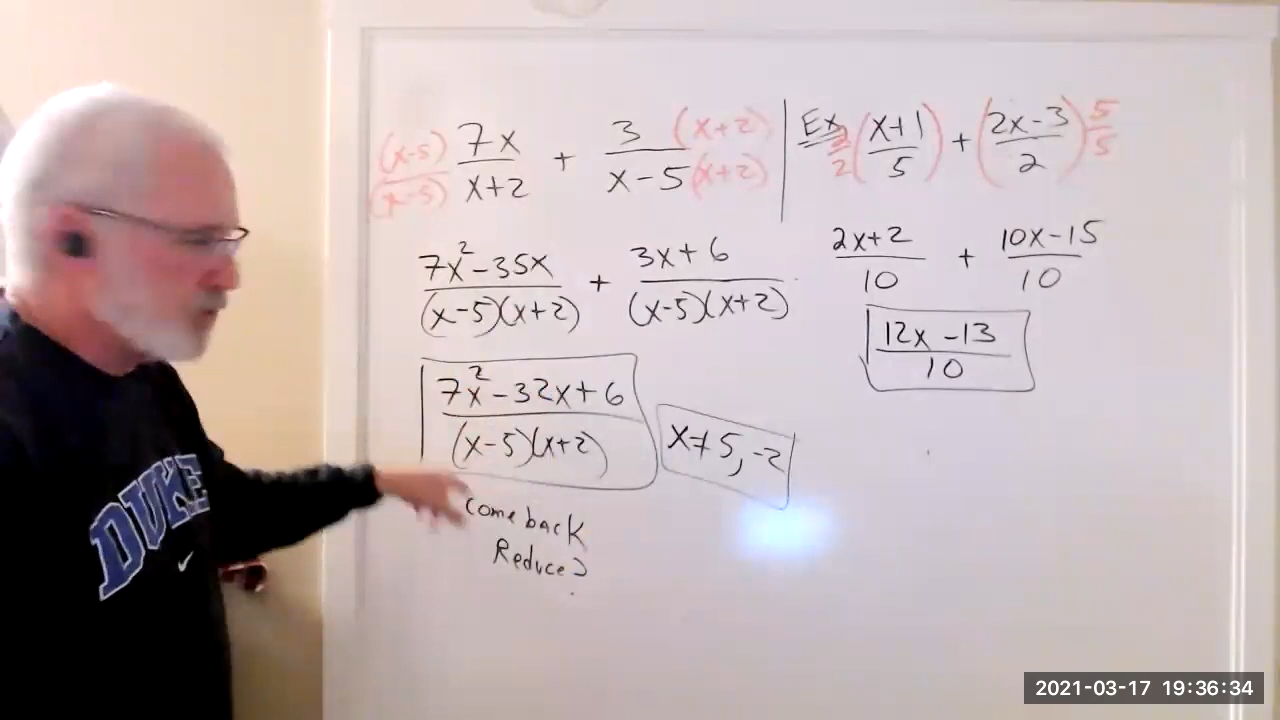 (x-5)/(x-5) 7x/(x+2) + 3(x+2)/(x-5)(x+2)
(7x²-35x)/((x-5)(x+2)) + (3x+6)/((x-5)(x+2))
(7x²-32x+6)/((x-5)(x+2))
x≠5,-2
come back
Reduce?
Ex 2/2 ((x+1)/5) + ((2x-3)/2) 5/5
(2x+2)/10 + (10x-15)/10
(12x-13)/10
DUKE
2021-03-17 19:36:34